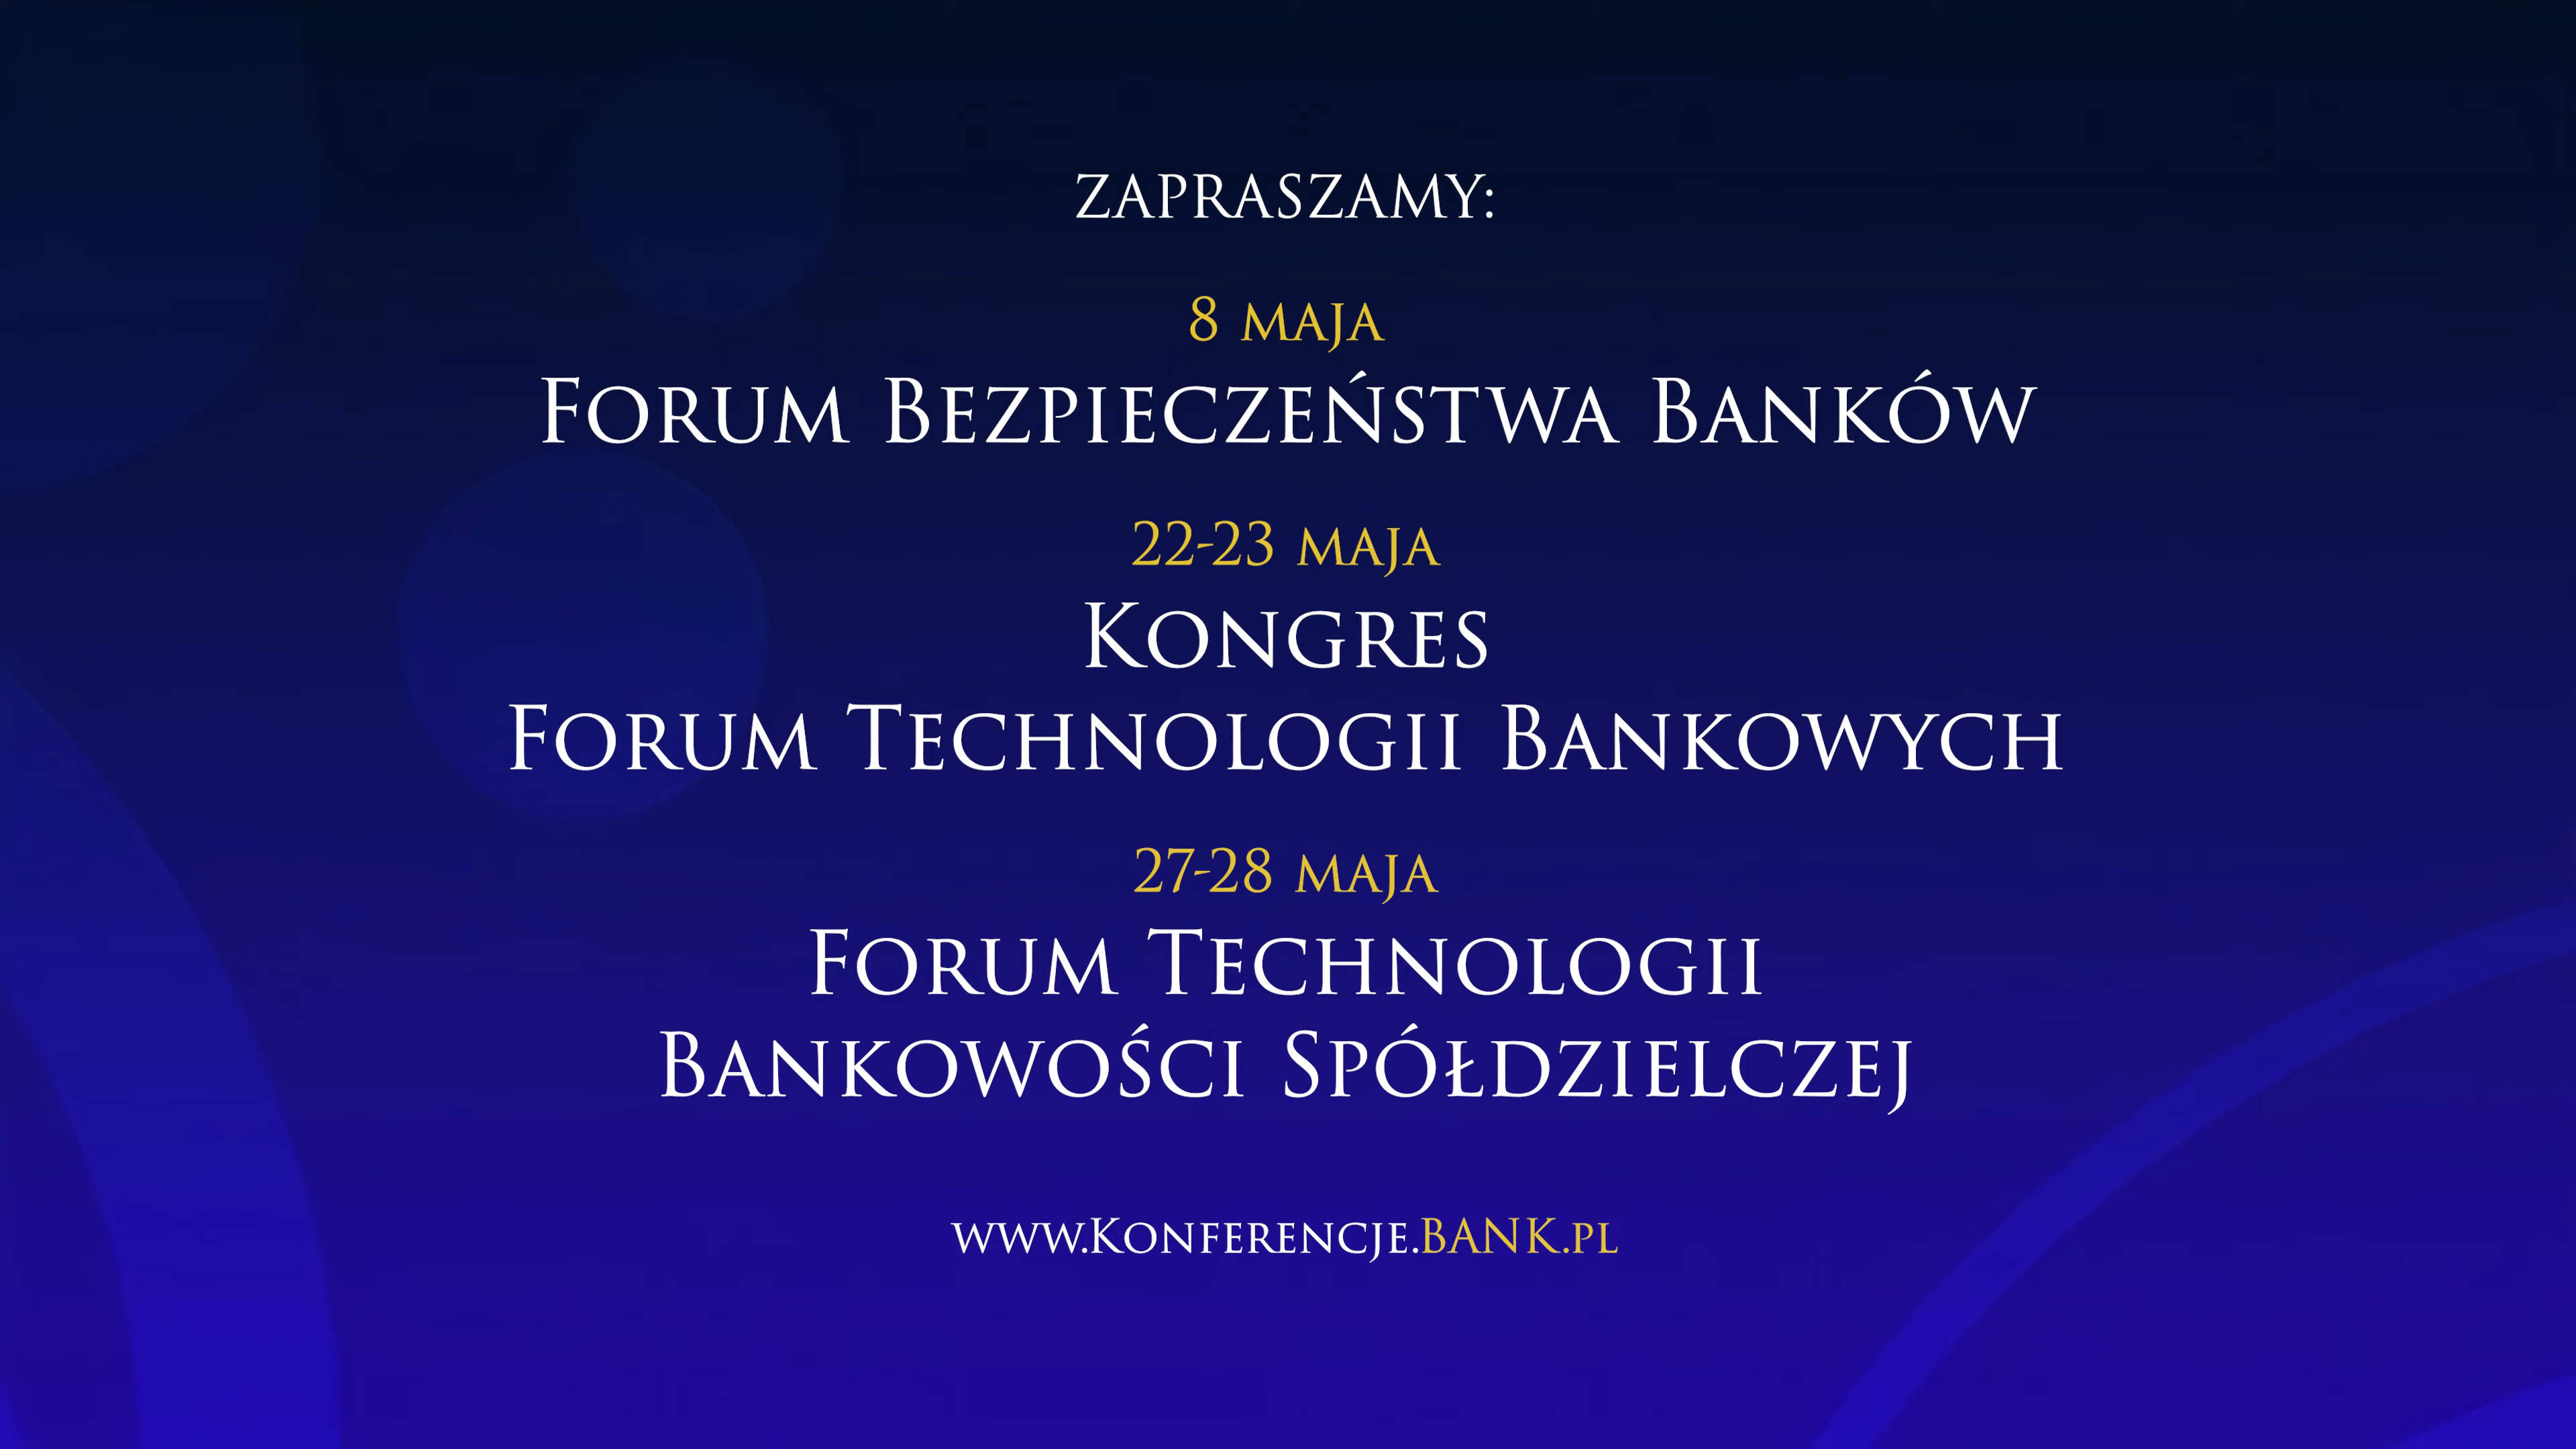 ZAPRASZAMY:
8 MAJA
FORUM BEZPIECZEŃSTWA BANKÓW
22-23 MAJA
KONGRES
FORUM TECHNOLOGII BANKOWYCH
27-28 MAJA
FORUM TECHNOLOGII
BANKOWOŚCI SPÓŁDZIELCZEJ
WWW.KONFERENCJE.BANK.PL